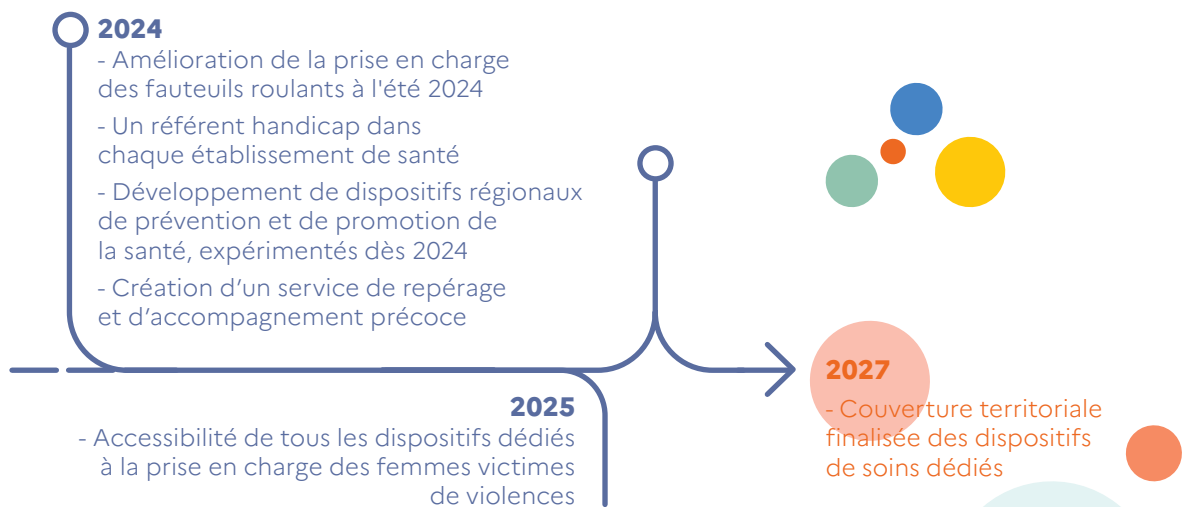 2024
- Amélioration de la prise en charge
des fauteuils roulants à l'été 2024
- Un référent handicap dans
chaque établissement de santé
- Développement de dispositifs régionaux
de prévention et de promotion de
la santé, expérimentés dès 2024
- Création d’un service de repérage
et d’accompagnement précoce
2025
- Accessibilité de tous les dispositifs dédiés
à la prise en charge des femmes victimes
de violences
2027
- Couverture territoriale
finalisée des dispositifs
de soins dédiés